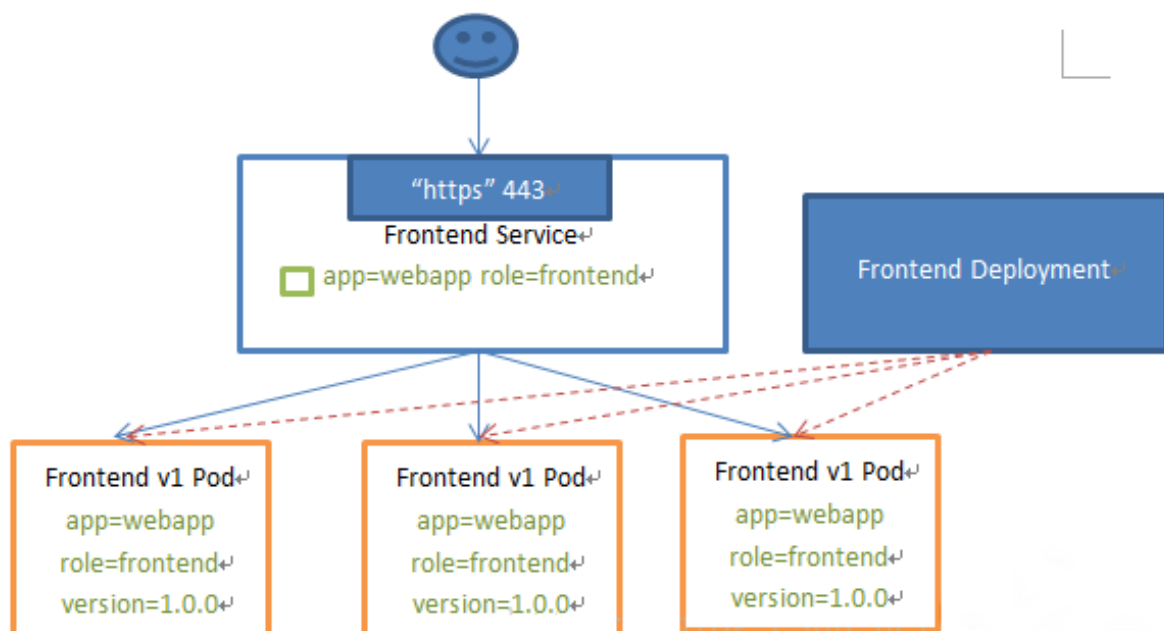 “https” 443
Frontend Service
app=webapp role=frontend
Frontend Deployment
Frontend v1 Pod
app=webapp
role=frontend
version=1.0.0
Frontend v1 Pod
app=webapp
role=frontend
version=1.0.0
Frontend v1 Pod
app=webapp
role=frontend
version=1.0.0